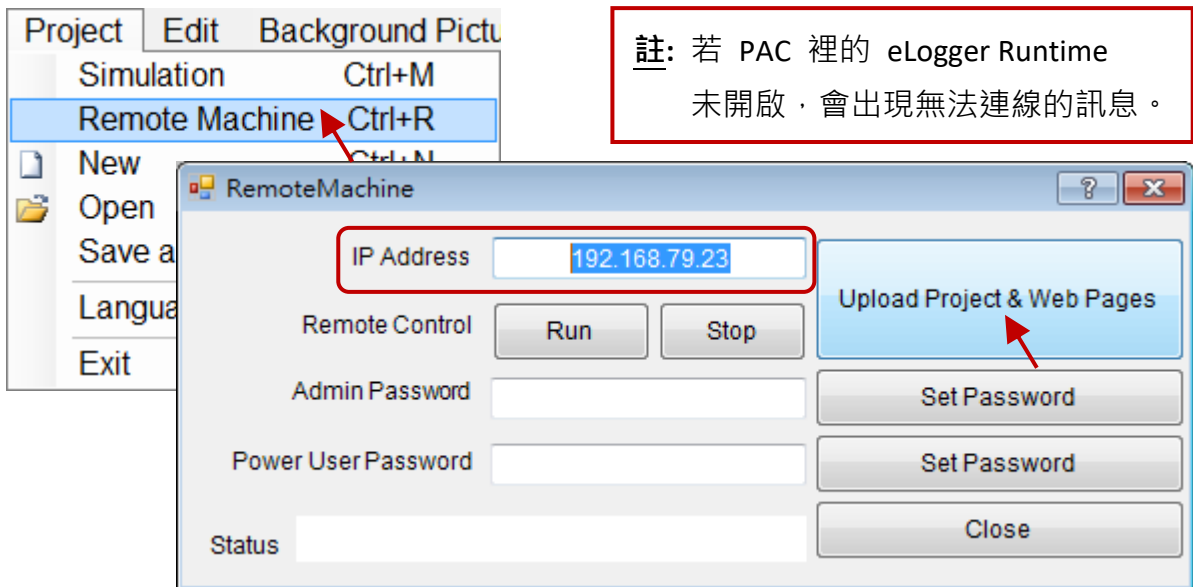 Project Edit Background Pictu
Simulation Ctrl+M
Remote Machine Ctrl+R
New Ctrl+N
Open
Save a
Langua
Exit
註: 若 PAC 裡的 eLogger Runtime
未開啟，會出現無法連線的訊息。
RemoteMachine
IP Address 192.168.79.23
Upload Project & Web Pages
Remote Control Run Stop
Admin Password Set Password
Power User Password Set Password
Status Close